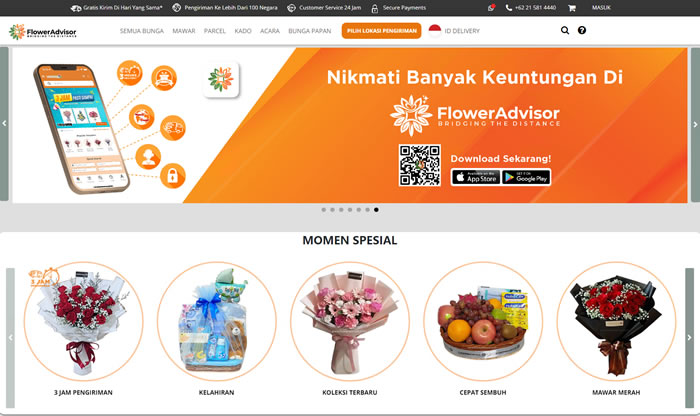 Gratis Kirim Di Hari Yang Sama* Pengiriman Ke Lebih Dari 100 Negara Customer Service 24 Jam Secure Payments +62 21 581 4440 MASUK
FlowerAdvisor
BRIDGING THE DISTANCE
SEMUA BUNGA MAWAR PARCEL KADO ACARA BUNGA PAPAN PILIH LOKASI PENGIRIMAN ID DELIVERY
Nikmati Banyak Keuntungan Di
FlowerAdvisor
BRIDGING THE DISTANCE
Download Sekarang!
App Store
Google Play
MOMEN SPESIAL
3 JAM
3 JAM PENGIRIMAN KELAHIRAN KOLEKSI TERBARU CEPAT SEMBUH MAWAR MERAH